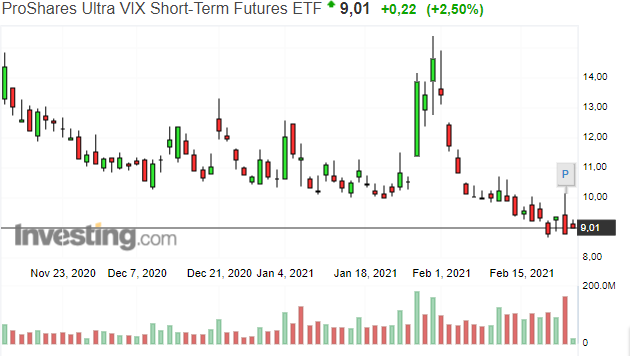 ProShares Ultra VIX Short-Term Futures ETF 9,01 +0,22 (+2,50%)
14,00
13,00
12,00
11,00
P
10,00
9,01
Investing.com
8,00
Nov 23, 2020 Dec 7, 2020 Dec 21, 2020 Jan 4, 2021 Jan 18, 2021 Feb 1, 2021 Feb 15, 2021
200.0M
0